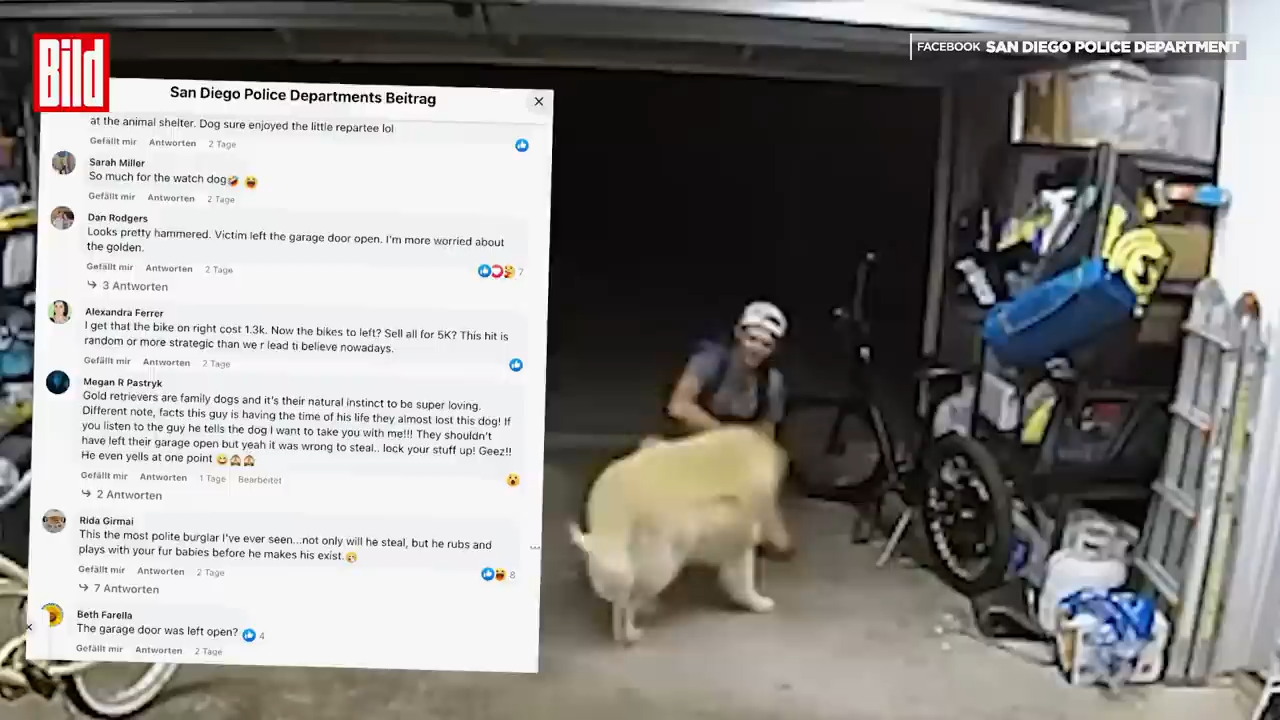 Bild
FACEBOOK SAN DIEGO POLICE DEPARTMENT
San Diego Police Departments Beitrag
at the animal shelter. Dog sure enjoyed the little repartee lol
Gefällt mir Antworten 2 Tage
Sarah Miller
So much for the watch dog🤣 😆
Gefällt mir Antworten 2 Tage
Dan Rodgers
Looks pretty hammered. Victim left the garage door open. I'm more worried about
the golden.
Gefällt mir Antworten 2 Tage 7
3 Antworten
Alexandra Ferrer
I get that the bike on right cost 1.3k. Now the bikes to left? Sell all for 5K? This hit is
random or more strategic than we r lead ti believe nowadays.
Gefällt mir Antworten 2 Tage
Megan R Pastryk
Gold retrievers are family dogs and it's their natural instinct to be super loving.
Different note, facts this guy is having the time of his life they almost lost this dog! If
you listen to the guy he tells the dog I want to take you with me!!! They shouldn't
have left their garage open but yeah it was wrong to steal.. lock your stuff up! Geez!!
He even yells at one point 😅🙈🙈
Gefällt mir Antworten 1 Tage Bearbeitet
2 Antworten
Rida Girmai
This the most polite burglar I've ever seen...not only will he steal, but he rubs and
plays with your fur babies before he makes his exist.
Gefällt mir Antworten 2 Tage 8
7 Antworten
Beth Farella
The garage door was left open? 4
Gefällt mir Antworten 2 Tage